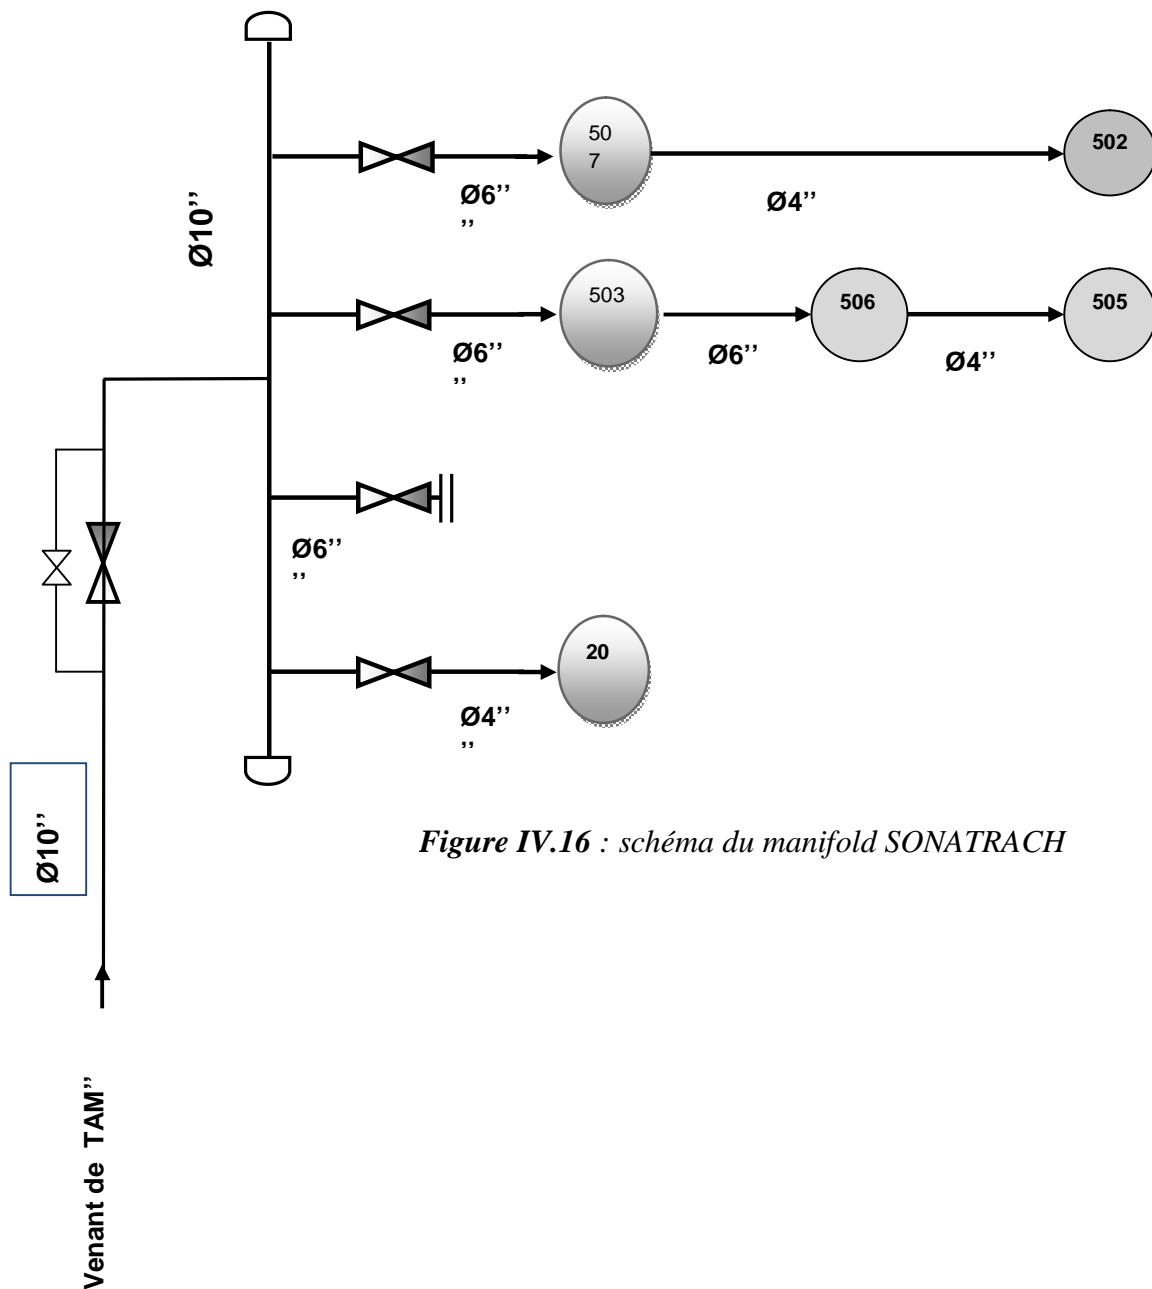 50
7
502
Ø6’’
’’
Ø4’’
Ø10’’
503
506
505
Ø6’’
’’
Ø6’’
Ø4’’
Ø6’’
’’
20
Ø4’’
’’
Ø10’’
Figure IV.16 : schéma du manifold SONATRACH
Venant de TAM’’